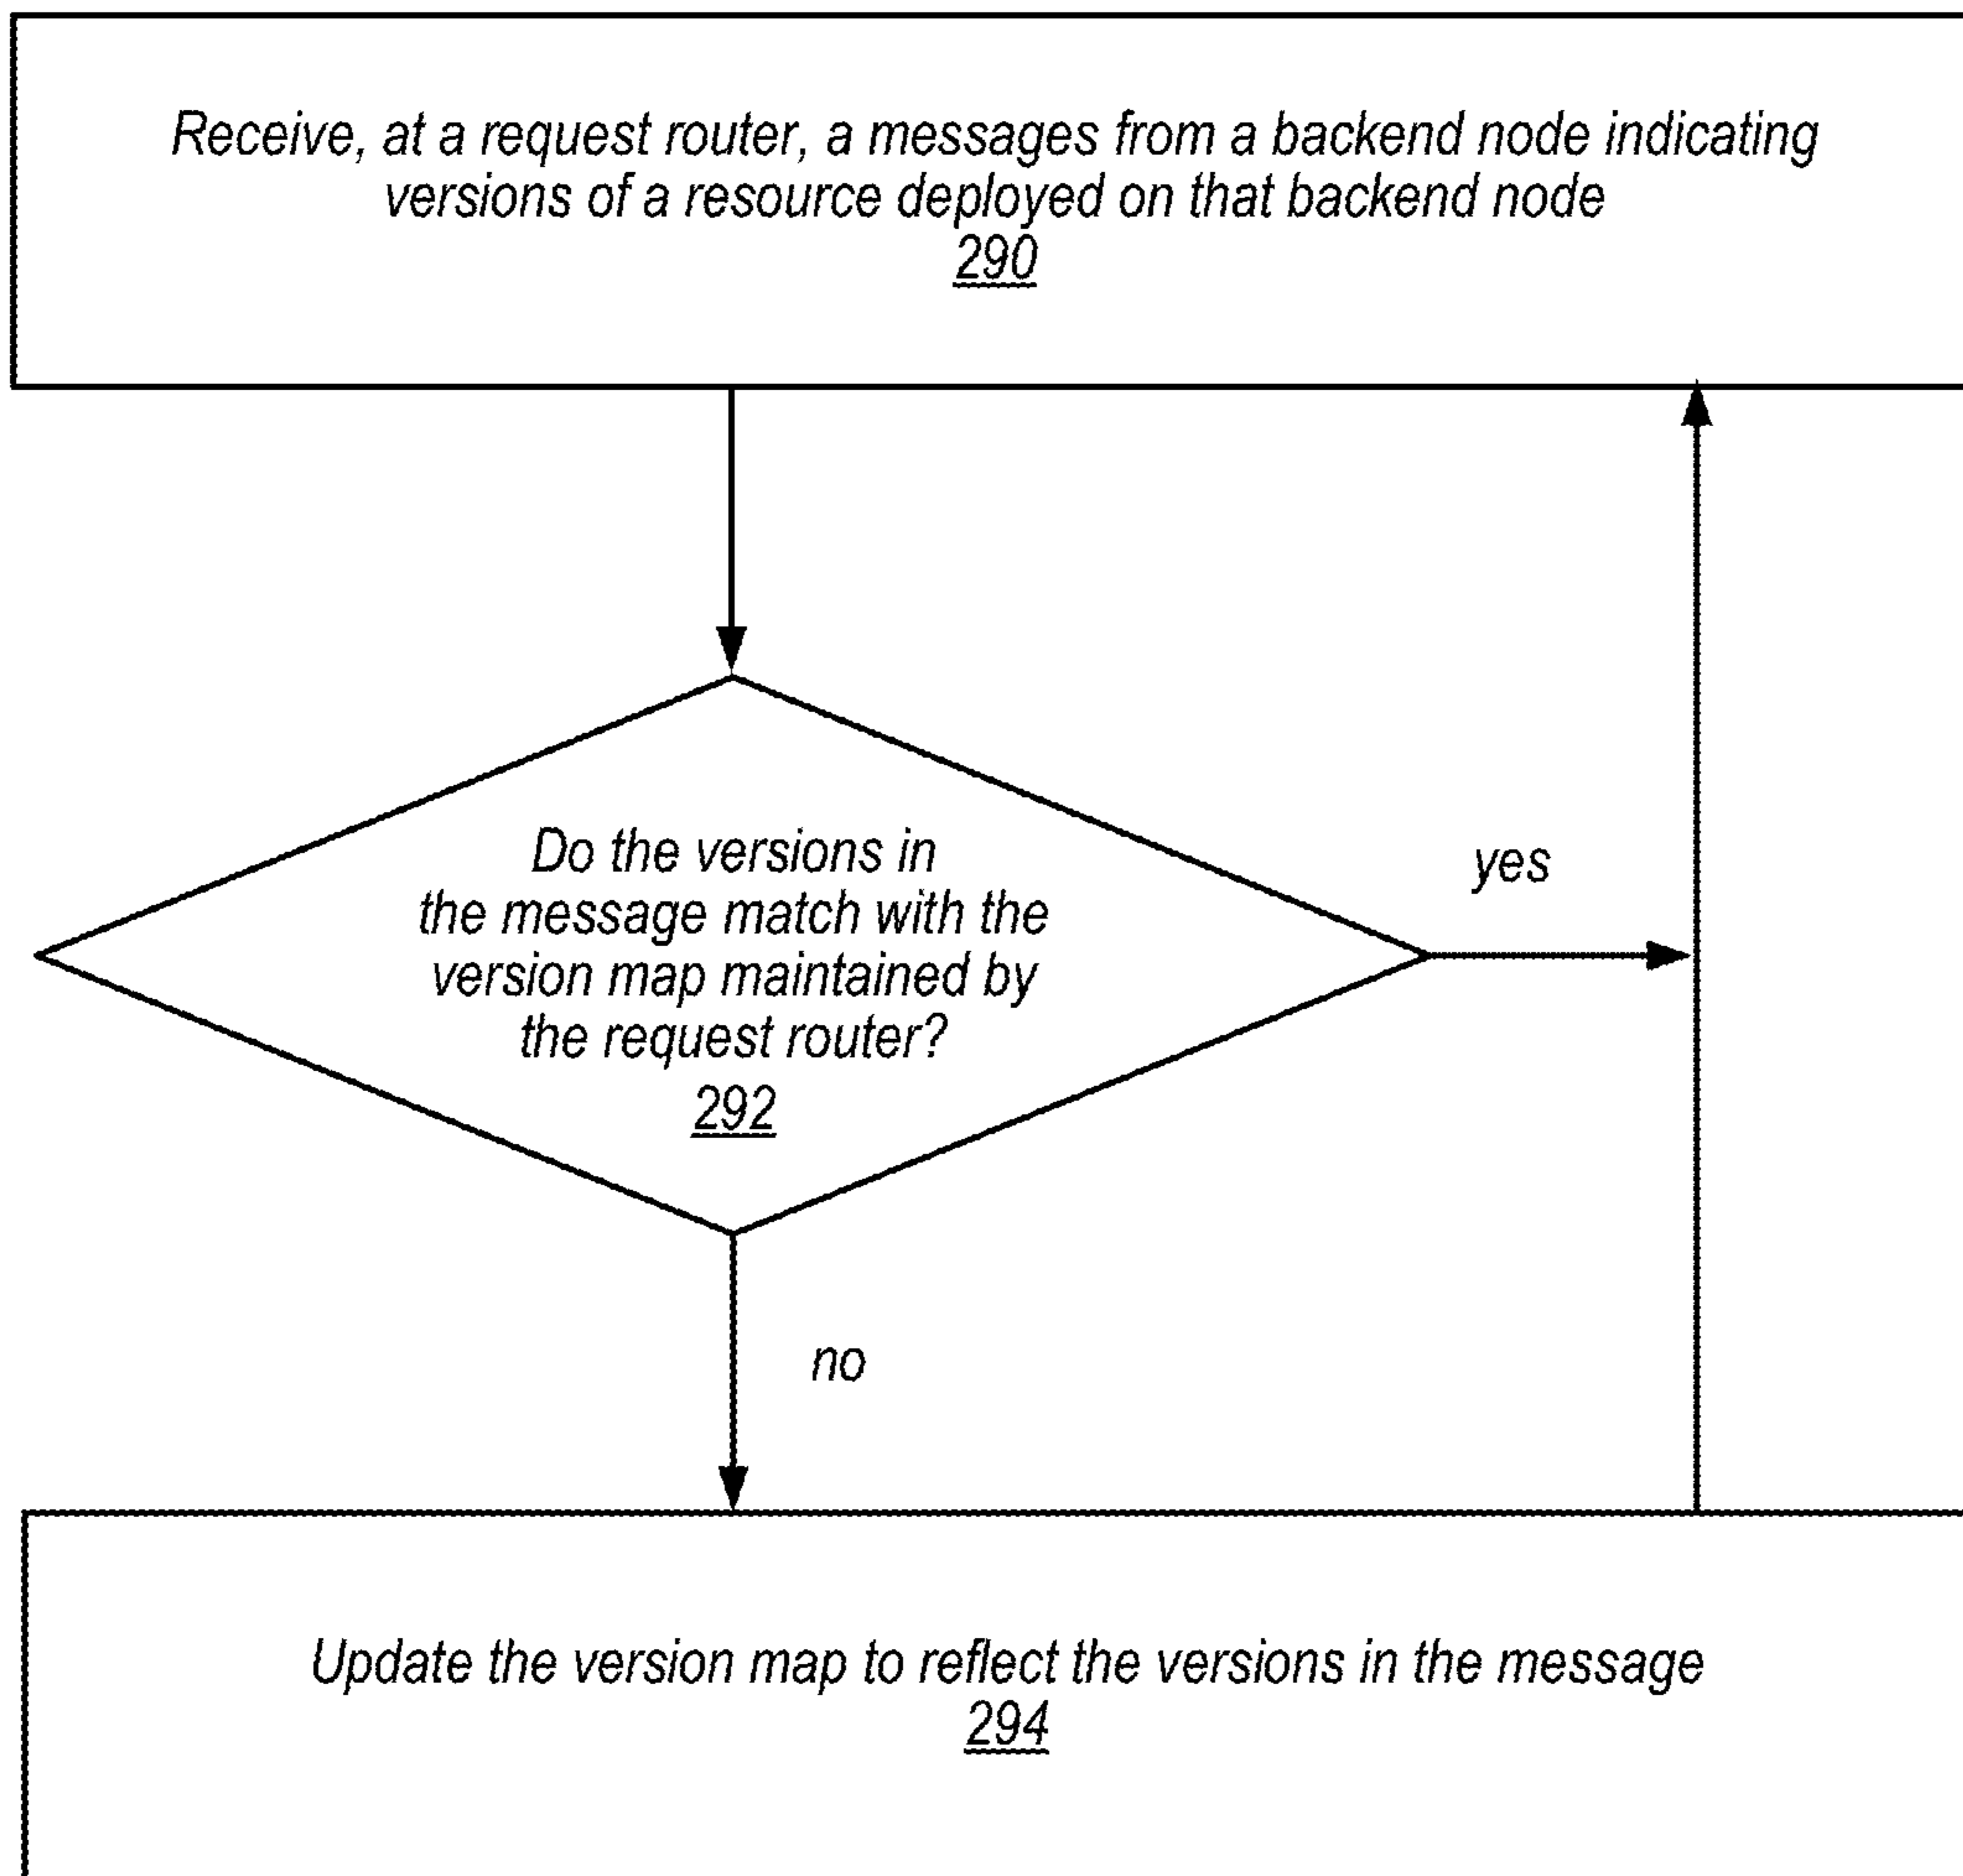 Receive, at a request router, a messages from a backend node indicating
versions of a resource deployed on that backend node
290
Do the versions in
the message match with the
version map maintained by
the request router?
292
yes
no
Update the version map to reflect the versions in the message
294